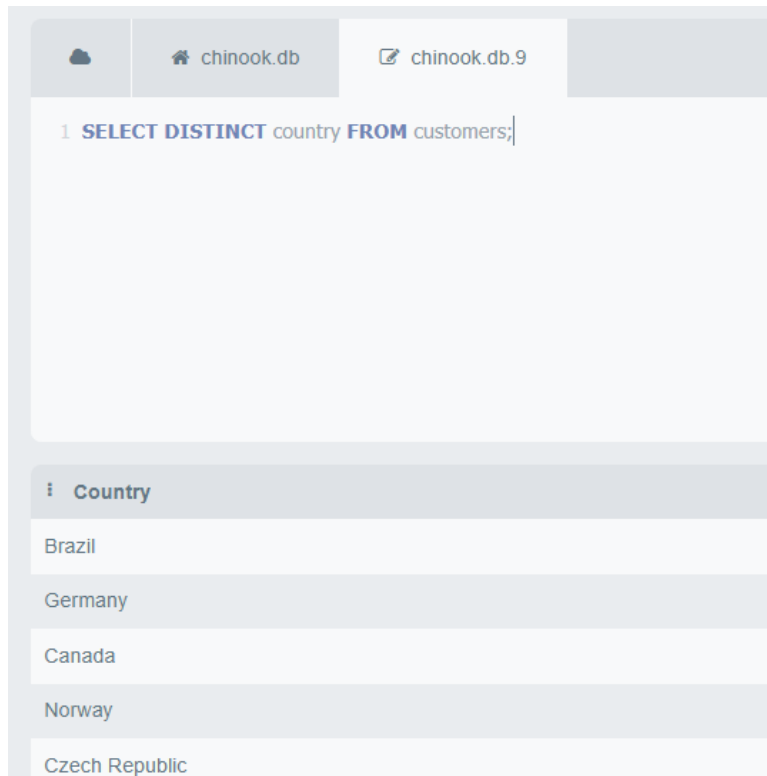 chinook.db chinook.db.9
1 SELECT DISTINCT country FROM customers;
Country
Brazil
Germany
Canada
Norway
Czech Republic